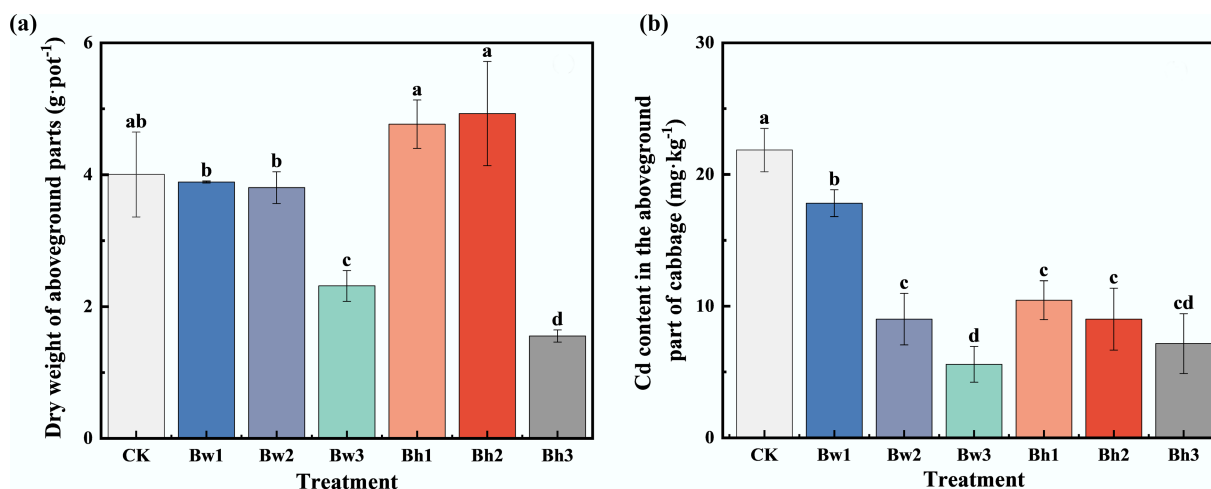 (a)
Dry weight of aboveground parts (g·pot⁻¹)
6
4
2
0
ab
b
b
c
a
a
d
CK Bw1 Bw2 Bw3 Bh1 Bh2 Bh3
Treatment
(b)
Cd content in the aboveground
part of cabbage (mg·kg⁻¹)
30
20
10
0
a
b
c
d
c
c
cd
CK Bw1 Bw2 Bw3 Bh1 Bh2 Bh3
Treatment